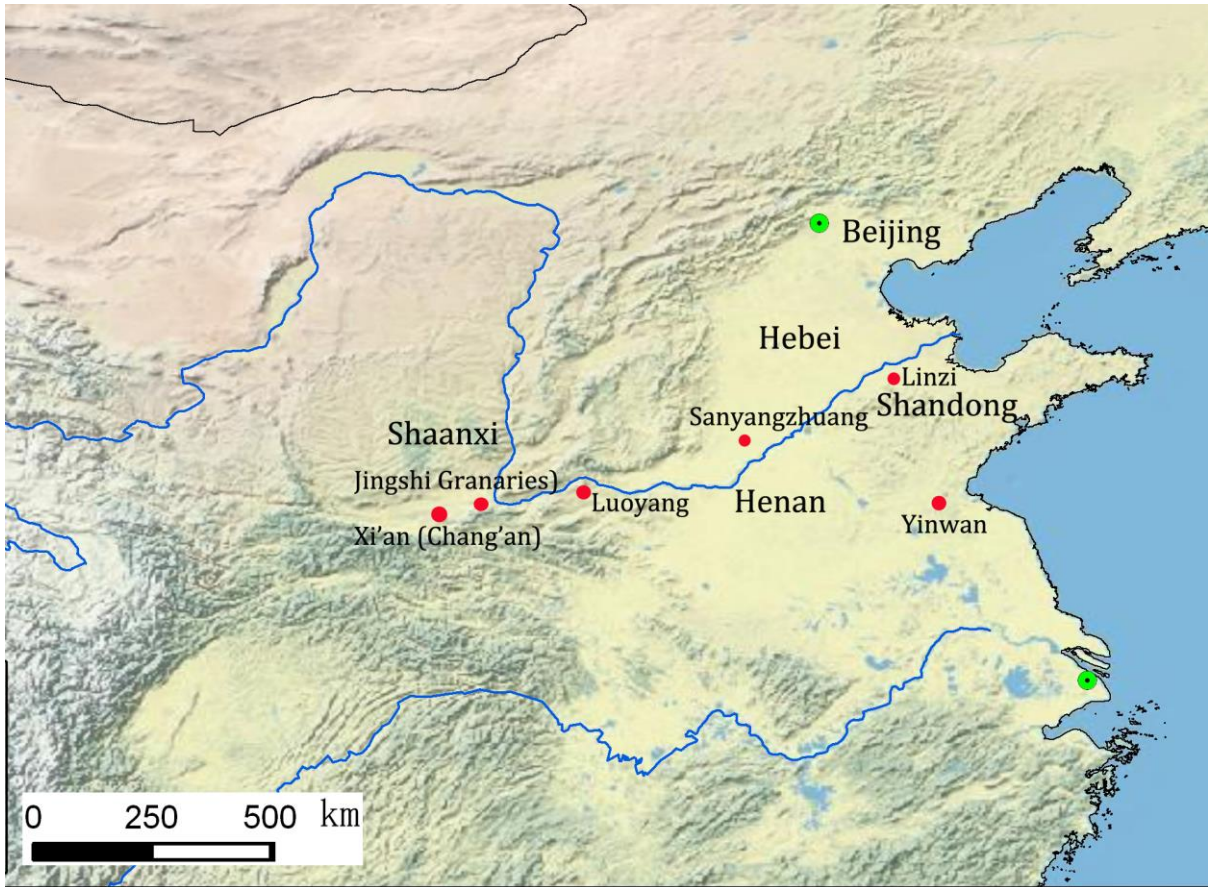 Beijing
Hebei
Linzi
Shandong
Sanyangzhuang
Shaanxi
Jingshi Granaries)
Luoyang
Henan
Yinwan
Xi'an (Chang'an)
0 250 500 km